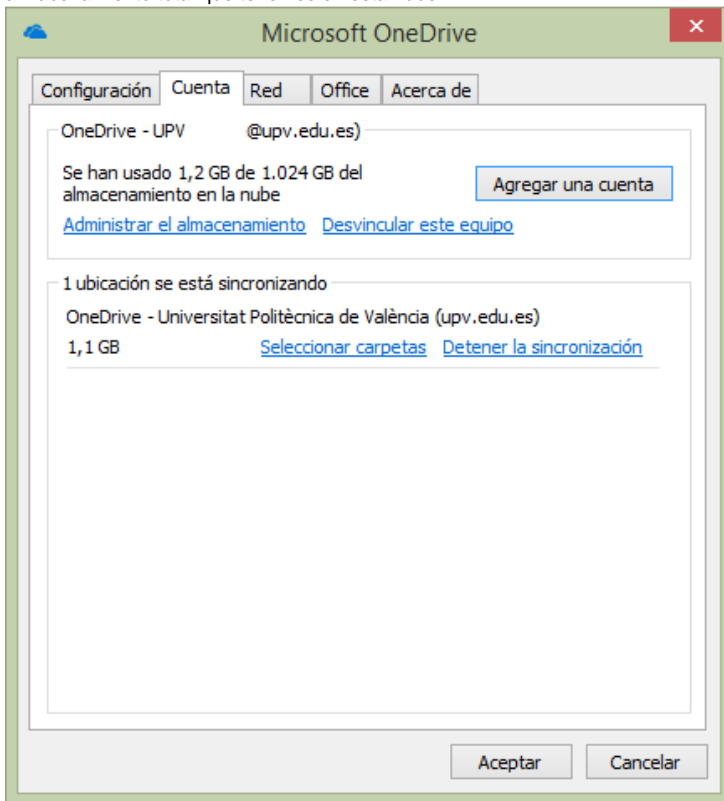 Microsoft OneDrive
Configuración Cuenta Red Office Acerca de
OneDrive - UPV @upv.edu.es)
Se han usado 1,2 GB de 1.024 GB del
almacenamiento en la nube
Agregar una cuenta
Administrar el almacenamiento Desvincular este equipo
1 ubicación se está sincronizando
OneDrive - Universitat Politècnica de València (upv.edu.es)
1,1 GB Seleccionar carpetas Detener la sincronización
Aceptar Cancelar